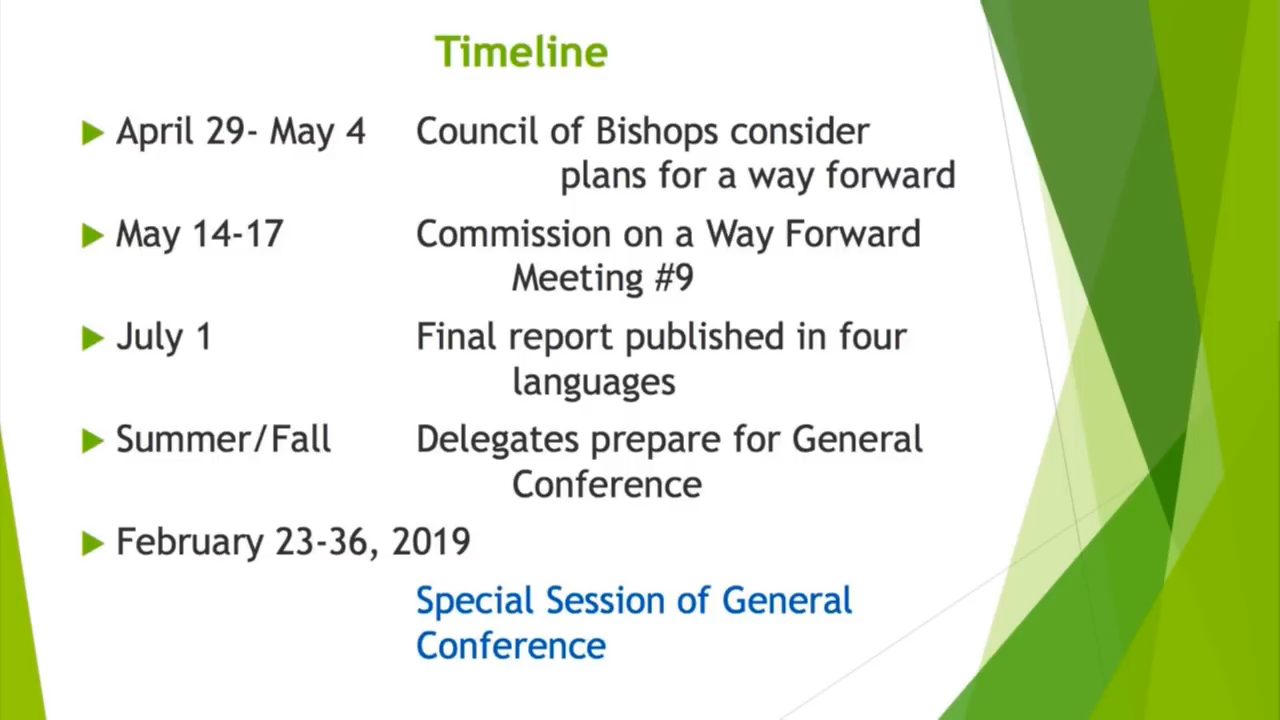 Timeline
April 29- May 4 Council of Bishops consider
plans for a way forward
May 14-17 Commission on a Way Forward
Meeting #9
July 1 Final report published in four
languages
Summer/Fall Delegates prepare for General
Conference
February 23-36, 2019
Special Session of General
Conference